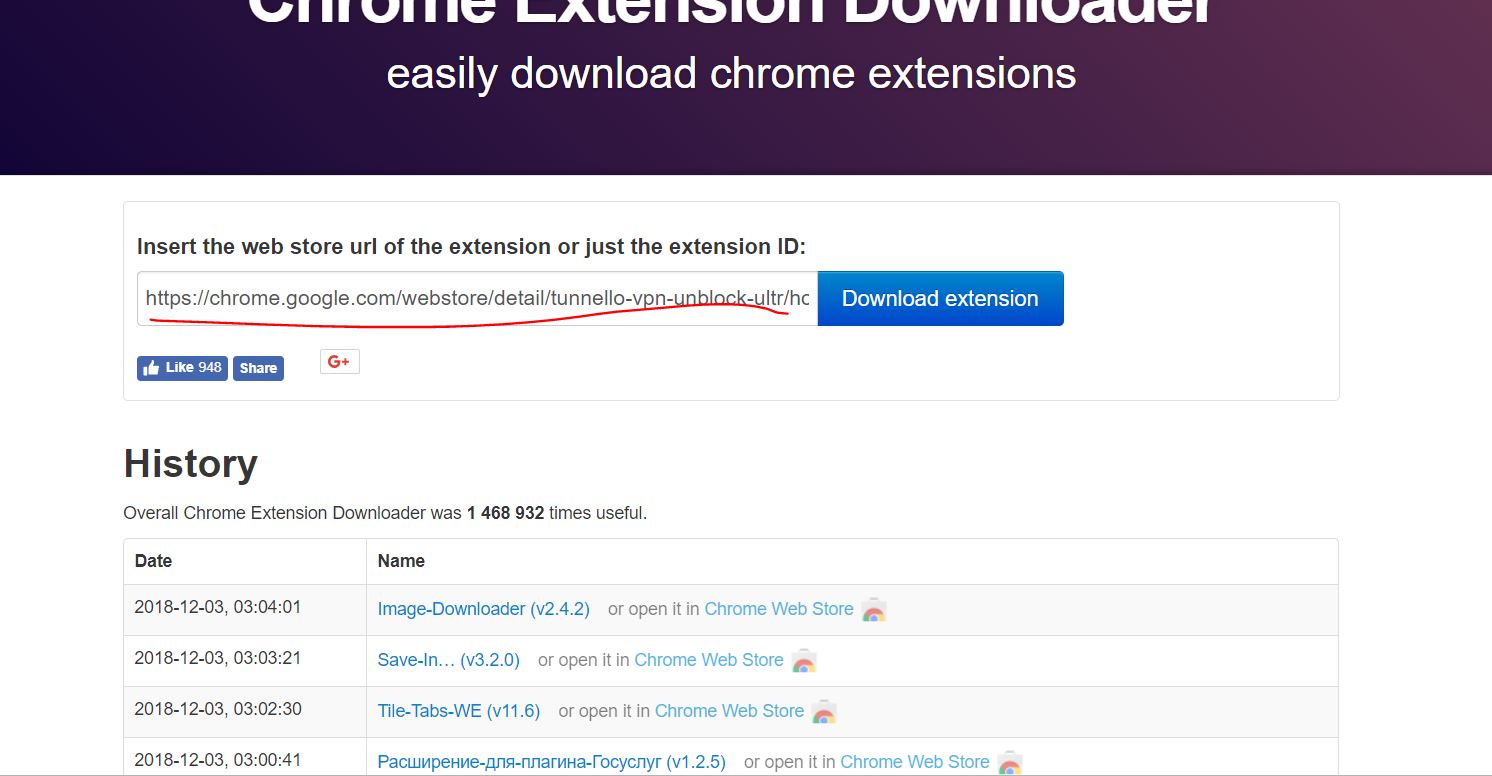 Chrome Extension Downloader
easily download chrome extensions
Insert the web store url of the extension or just the extension ID:
https://chrome.google.com/webstore/detail/tunnello-vpn-unblock-ultr/hc
Download extension
Like 948 Share G+
History
Overall Chrome Extension Downloader was 1 468 932 times useful.
Date Name
2018-12-03, 03:04:01 Image-Downloader (v2.4.2) or open it in Chrome Web Store
2018-12-03, 03:03:21 Save-In… (v3.2.0) or open it in Chrome Web Store
2018-12-03, 03:02:30 Tile-Tabs-WE (v11.6) or open it in Chrome Web Store
2018-12-03, 03:00:41 Расширение-для-плагина-Госуслуг (v1.2.5) or open it in Chrome Web Store